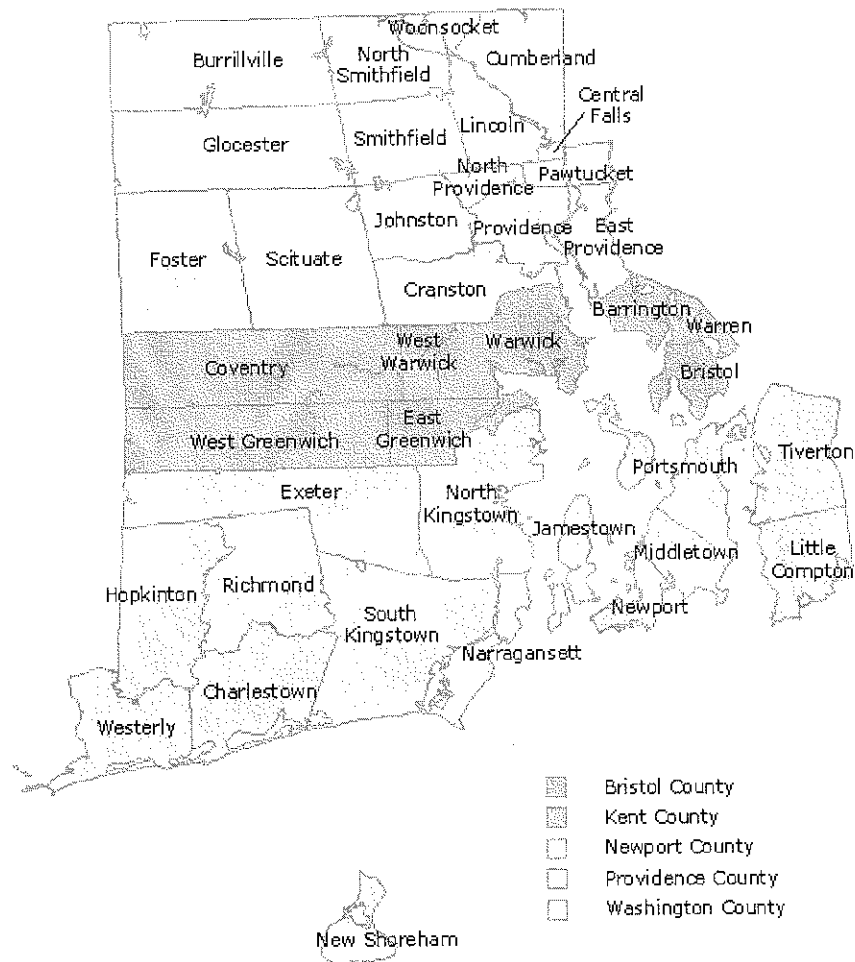 Woonsocket
Burrillville
North
Smithfield
Cumberland
Central
Falls
Glocester
Smithfield
Lincoln
North
Providence
Pawtucket
Johnston
Providence
East
Providence
Foster
Scituate
Cranston
Barrington
Warren
Coventry
West
Warwick
Warwick
Bristol
West Greenwich
East
Greenwich
Exeter
North
Kingstown
Portsmouth
Tiverton
Jamestown
Middletown
Little
Compton
Hopkinton
Richmond
South
Kingstown
Newport
Narragansett
Charlestown
Westerly
Bristol County
Kent County
Newport County
Providence County
Washington County
New Shoreham